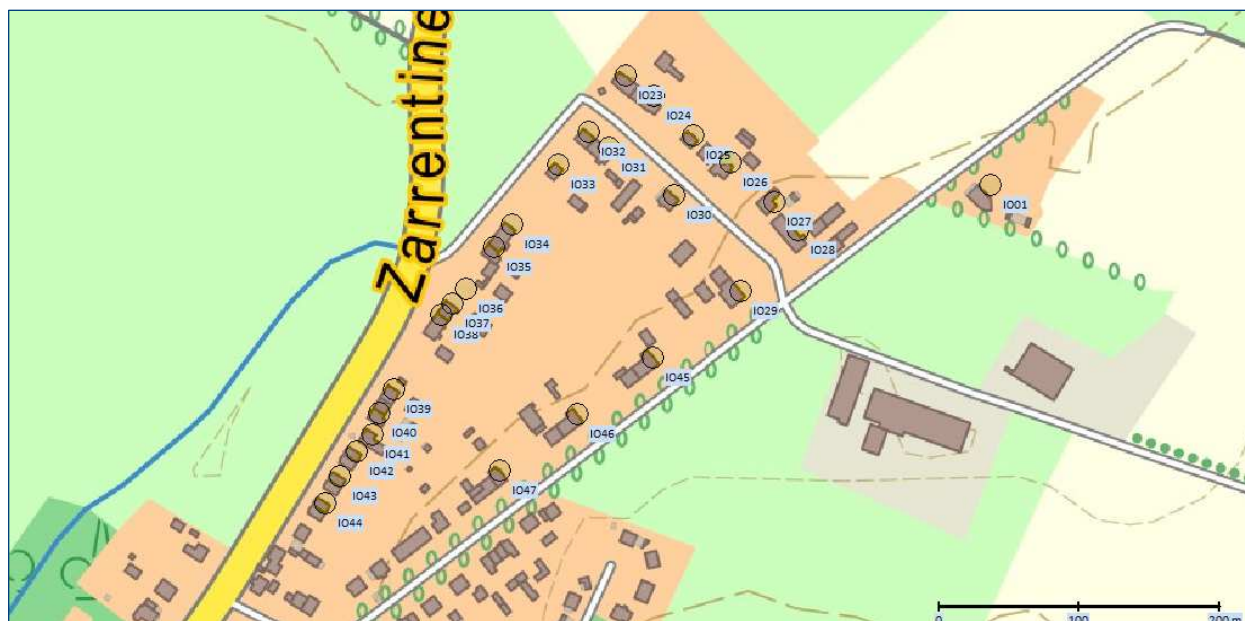 Zarrentine
IO23
IO24
IO25
IO32
IO31
IO26
IO33
IO30
IO01
IO27
IO34
IO28
IO35
IO29
IO36
IO37
IO38
IO45
IO39
IO40
IO46
IO41
IO42
IO47
IO43
IO44
0
100
200 m